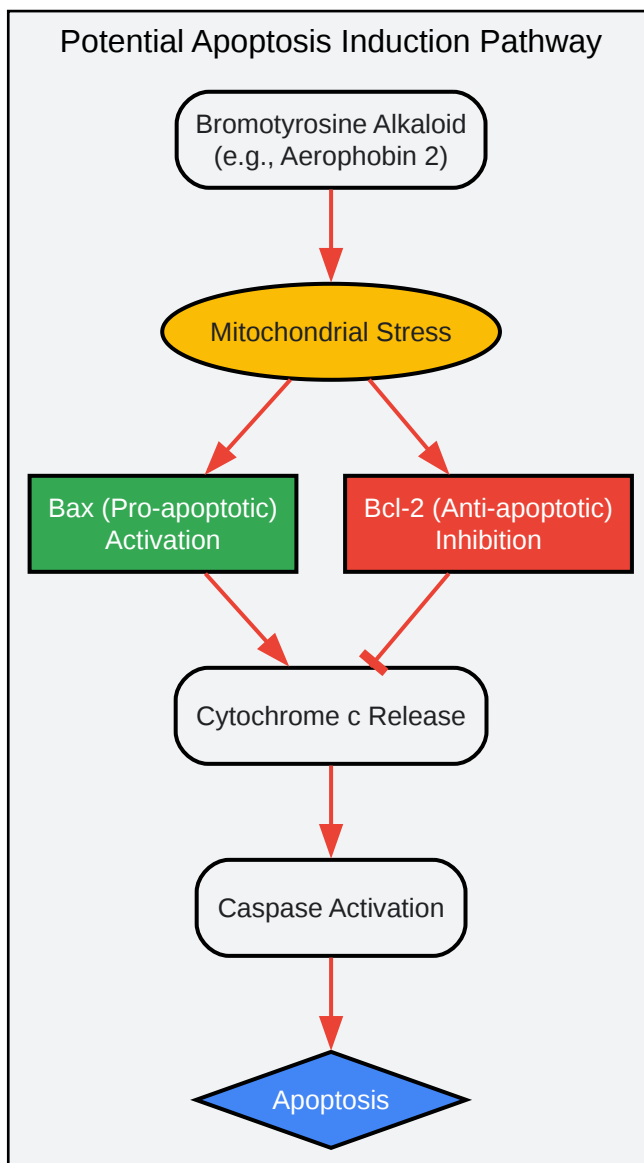 Potential Apoptosis Induction Pathway
Bromotyrosine Alkaloid
(e.g., Aerophobin 2)
Mitochondrial Stress
Bax (Pro-apoptotic)
Activation
Bcl-2 (Anti-apoptotic)
Inhibition
Cytochrome c Release
Caspase Activation
Apoptosis